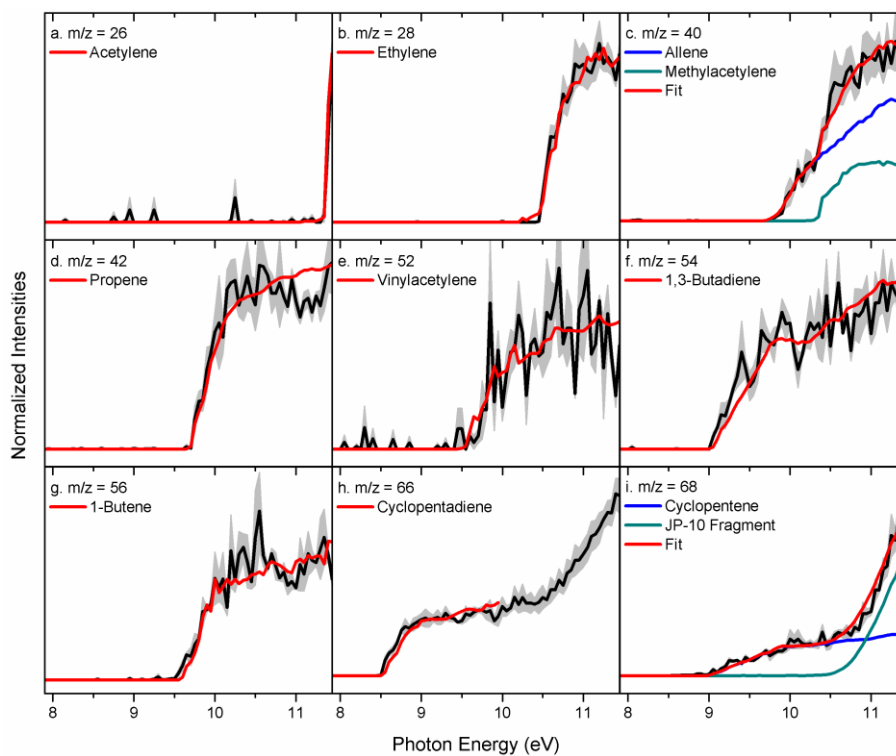 a. m/z = 26
Acetylene
b. m/z = 28
Ethylene
c. m/z = 40
Allene
Methylacetylene
Fit
d. m/z = 42
Propene
e. m/z = 52
Vinylacetylene
f. m/z = 54
1,3-Butadiene
g. m/z = 56
1-Butene
h. m/z = 66
Cyclopentadiene
i. m/z = 68
Cyclopentene
JP-10 Fragment
Fit
Normalized Intensities
8 9 10 11 8 9 10 11 8 9 10 11
Photon Energy (eV)